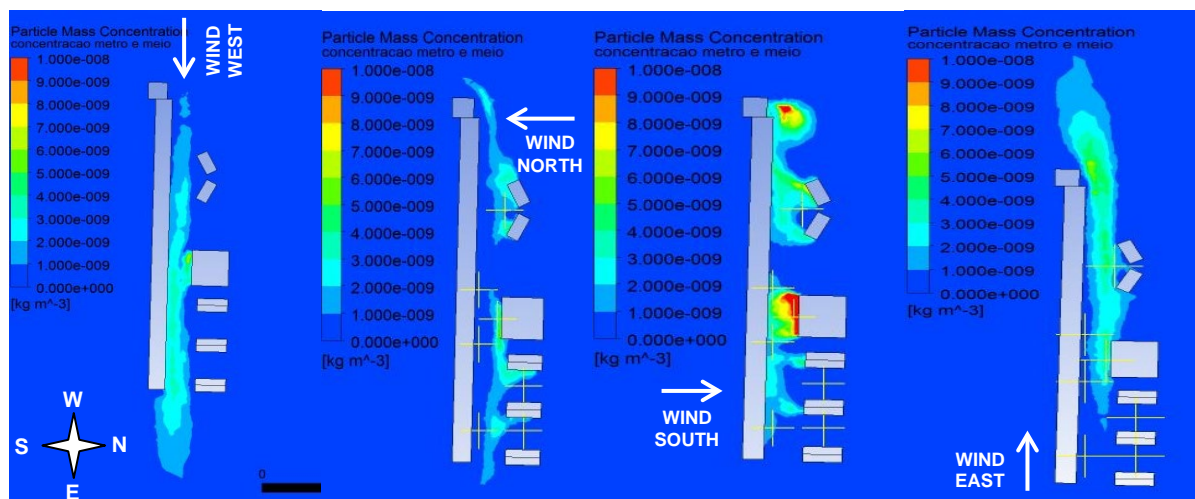 Particle Mass Concentration
concentracao metro e meio
1.000e-008
9.000e-009
8.000e-009
7.000e-009
6.000e-009
5.000e-009
4.000e-009
3.000e-009
2.000e-009
1.000e-009
0.000e+000
[kg m^-3]
WIND
WEST
W
S
N
E
0
Particle Mass Concentration
concentracao metro e meio
1.000e-008
9.000e-009
8.000e-009
7.000e-009
6.000e-009
5.000e-009
4.000e-009
3.000e-009
2.000e-009
1.000e-009
0.000e+000
[kg m^-3]
WIND
NORTH
Particle Mass Concentration
concentracao metro e meio
1.000e-008
9.000e-009
8.000e-009
7.000e-009
6.000e-009
5.000e-009
4.000e-009
3.000e-009
2.000e-009
1.000e-009
0.000e+000
[kg m^-3]
WIND
SOUTH
Particle Mass Concentration
concentracao metro e meio
1.000e-008
9.000e-009
8.000e-009
7.000e-009
6.000e-009
5.000e-009
4.000e-009
3.000e-009
2.000e-009
1.000e-009
0.000e+000
[kg m^-3]
WIND
EAST